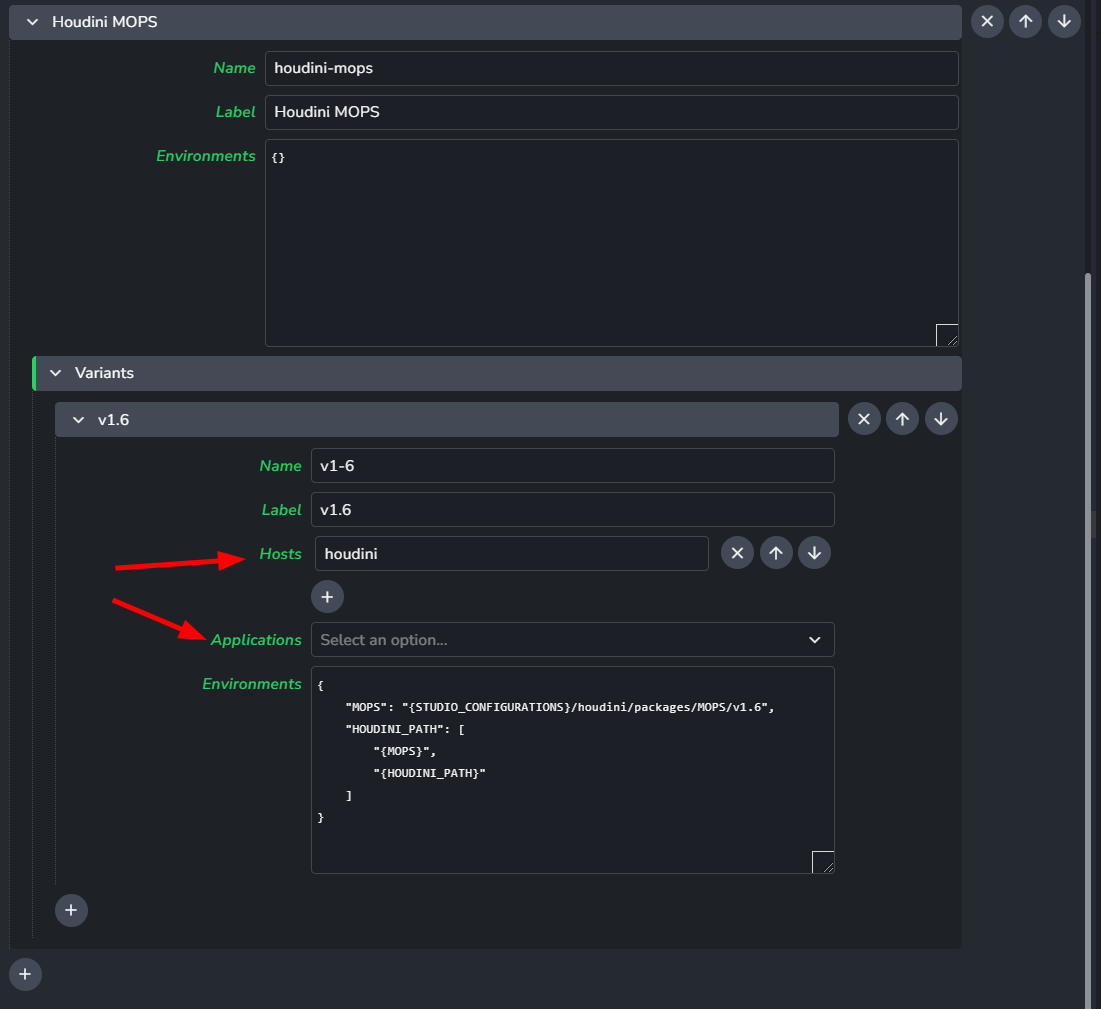 Houdini MOPS
Name houdini-mops
Label Houdini MOPS
Environments {}
Variants
v1.6
Name v1-6
Label v1.6
Hosts houdini
Applications Select an option...
Environments {
"MOPS": "{STUDIO_CONFIGURATIONS}/houdini/packages/MOPS/v1.6",
"HOUDINI_PATH": [
"{MOPS}",
"{HOUDINI_PATH}"
]
}